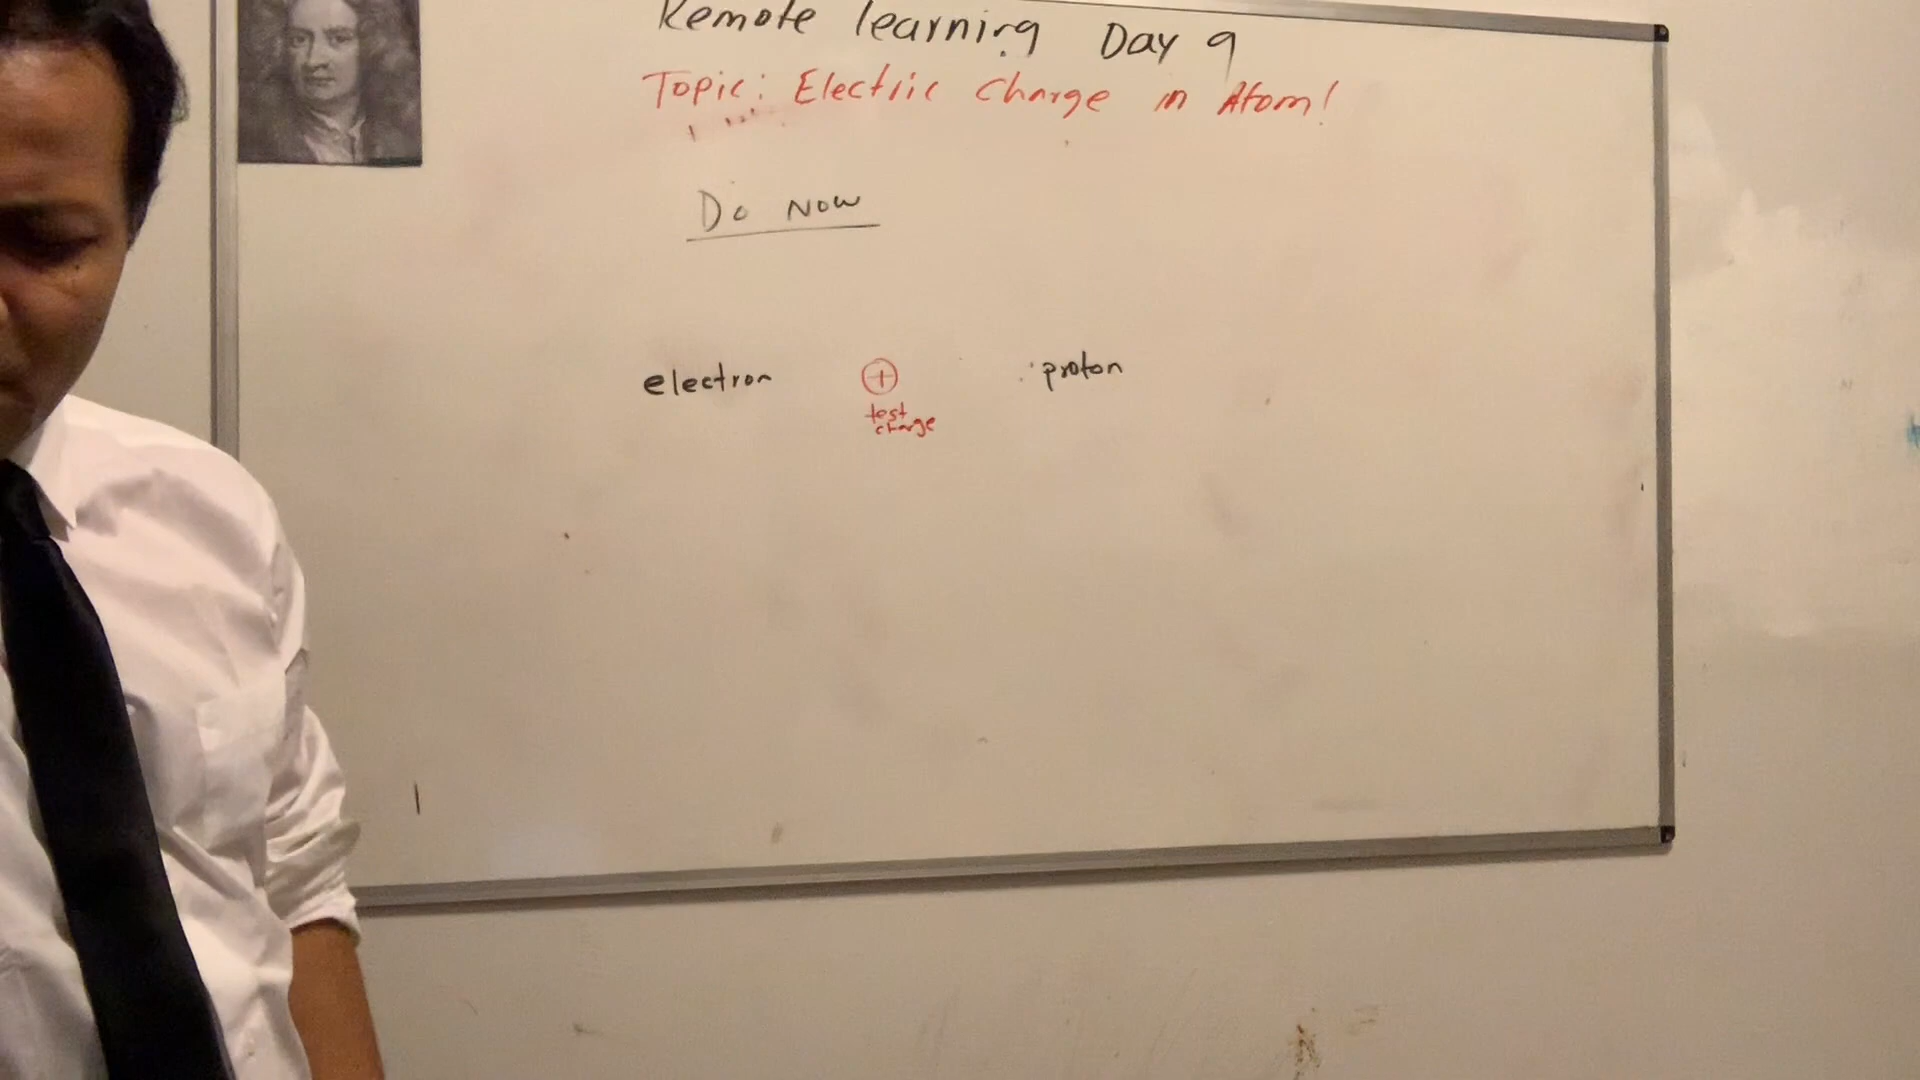 Remote learning Day 9
Topic: Electric Charge in Atom!
Do Now
electron + proton
test
charge